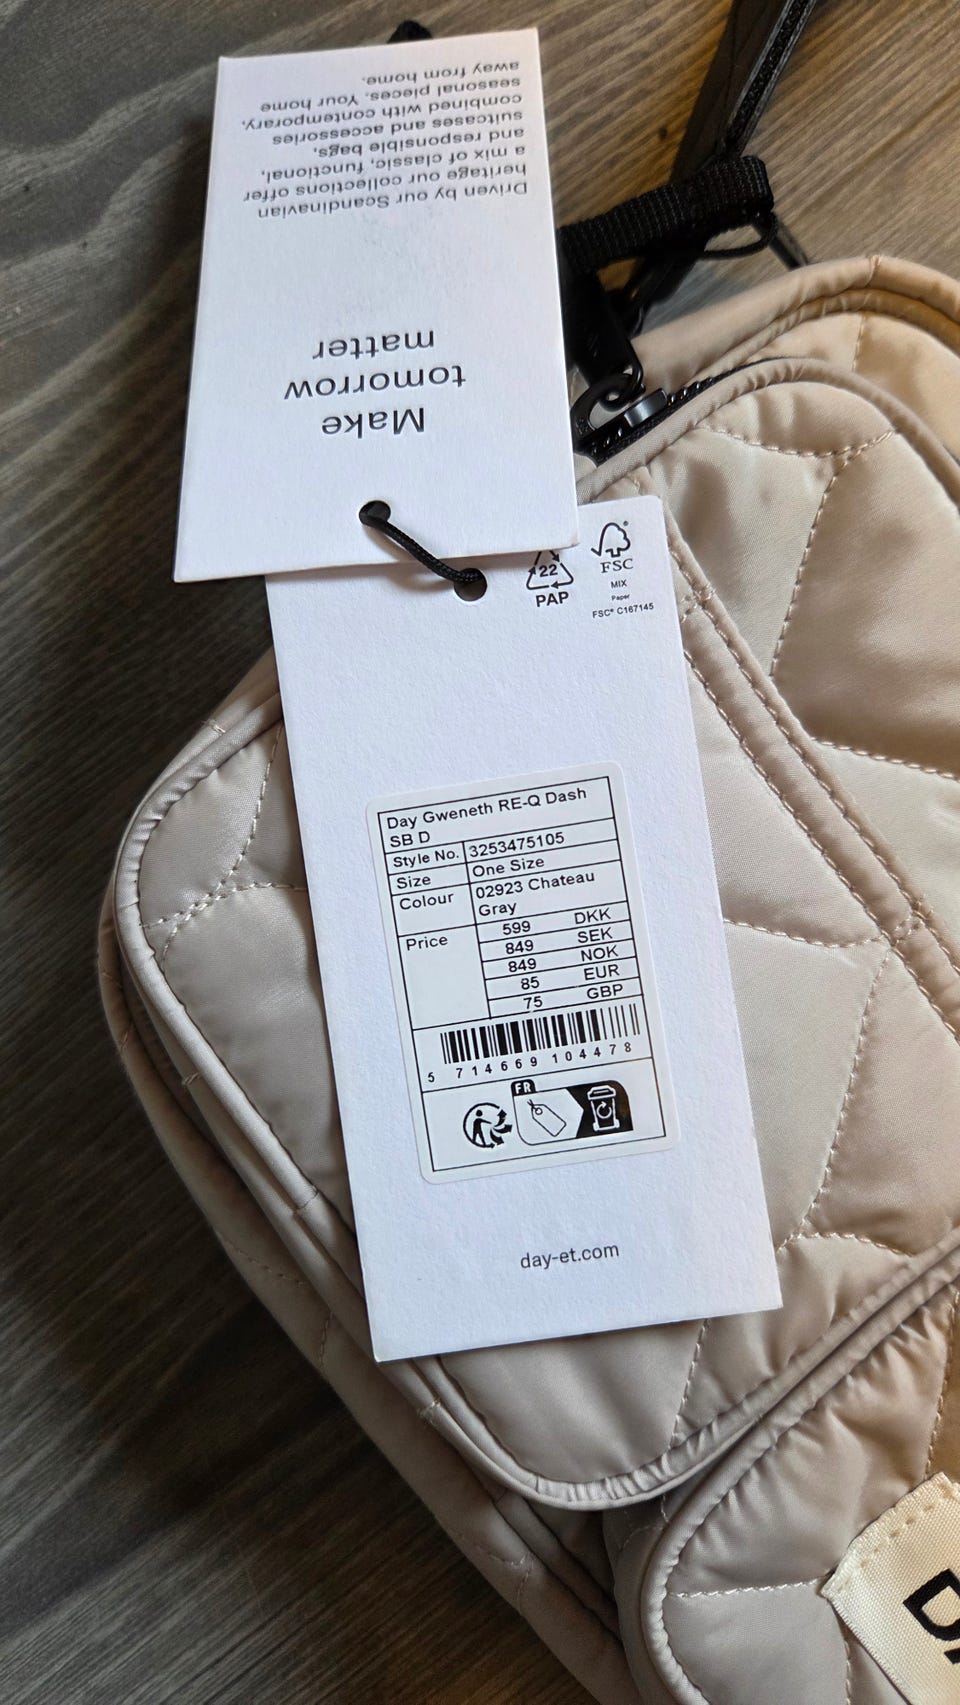 Make
tomorrow
matter
Driven by our Scandinavian
heritage our collections offer
a mix of classic, functional,
and responsible bags,
suitcases and accessories
combined with contemporary,
seasonal pieces. Your home
away from home.
22
PAP
FSC®
MIX
Paper
FSC® C167145
Day Gweneth RE-Q Dash
SB D
Style No. 3253475105
Size One Size
Colour 02923 Chateau
Gray
Price 599 DKK
849 SEK
849 NOK
85 EUR
75 GBP
5 714669 104478
FR
day-et.com